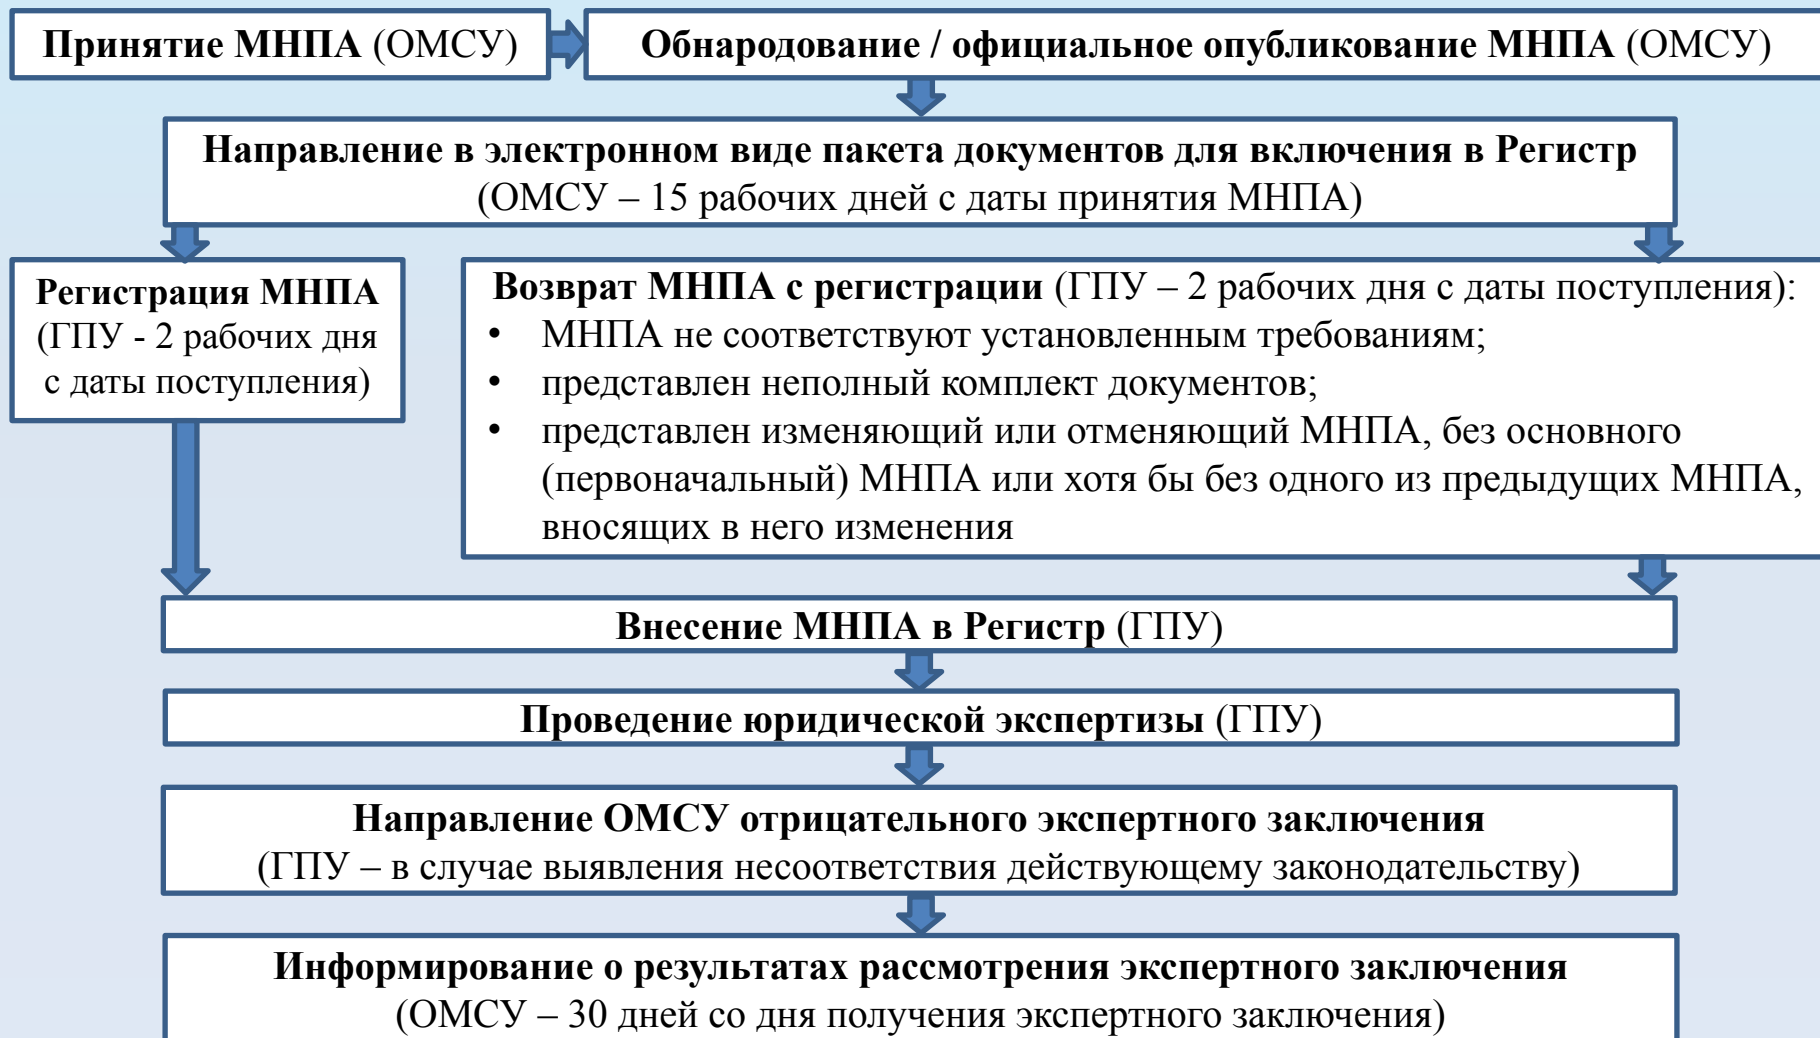 Принятие МНПА (ОМСУ)
Обнародование / официальное опубликование МНПА (ОМСУ)
Направление в электронном виде пакета документов для включения в Регистр
(ОМСУ – 15 рабочих дней с даты принятия МНПА)
Регистрация МНПА
(ГПУ - 2 рабочих дня
с даты поступления)
Возврат МНПА с регистрации (ГПУ – 2 рабочих дня с даты поступления):
• МНПА не соответствуют установленным требованиям;
• представлен неполный комплект документов;
• представлен изменяющий или отменяющий МНПА, без основного
(первоначальный) МНПА или хотя бы без одного из предыдущих МНПА,
вносящих в него изменения
Внесение МНПА в Регистр (ГПУ)
Проведение юридической экспертизы (ГПУ)
Направление ОМСУ отрицательного экспертного заключения
(ГПУ – в случае выявления несоответствия действующему законодательству)
Информирование о результатах рассмотрения экспертного заключения
(ОМСУ – 30 дней со дня получения экспертного заключения)